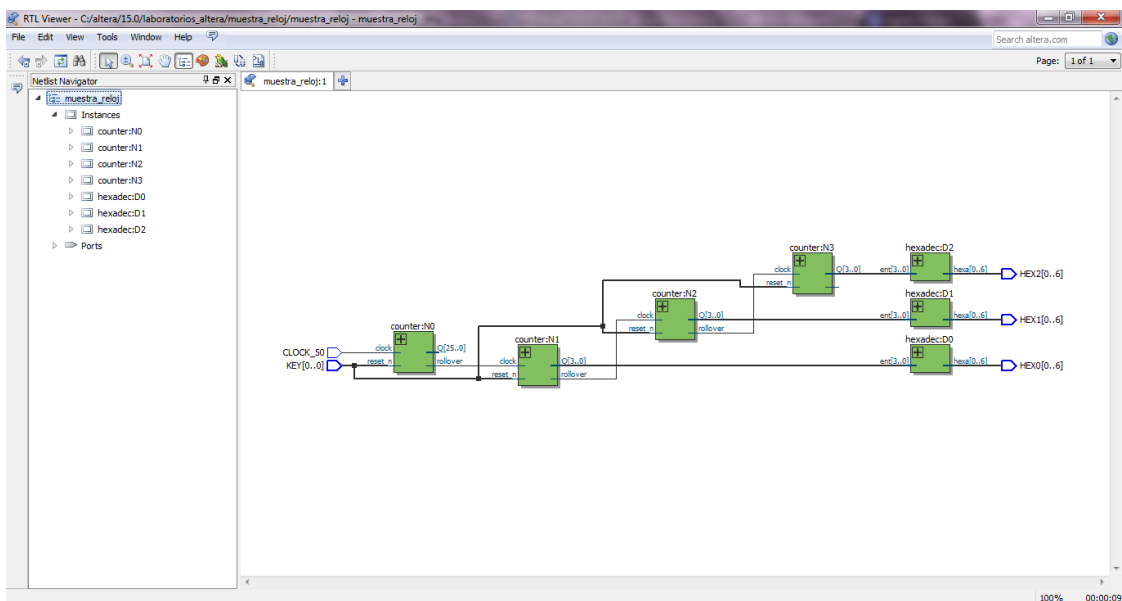 RTL Viewer - C:/altera/15.0/laboratorios_altera/muestra_reloj/muestra_reloj - muestra_reloj
File Edit View Tools Window Help
Search altera.com
Page: 1 of 1
Netlist Navigator
muestra_reloj:1
muestra_reloj
Instances
counter:N0
counter:N1
counter:N2
counter:N3
hexadec:D0
hexadec:D1
hexadec:D2
Ports
counter:N3 hexadec:D2
clock Q[3..0] ent[3..0] hexa[0..6] HEX2[0..6]
reset_n
counter:N2 hexadec:D1
clock Q[3..0] ent[3..0] hexa[0..6] HEX1[0..6]
reset_n rollover
counter:N0 counter:N1 hexadec:D0
CLOCK_50 clock Q[25..0]
KEY[0..0] reset_n rollover clock Q[3..0] ent[3..0] hexa[0..6] HEX0[0..6]
reset_n rollover
100% 00:00:09